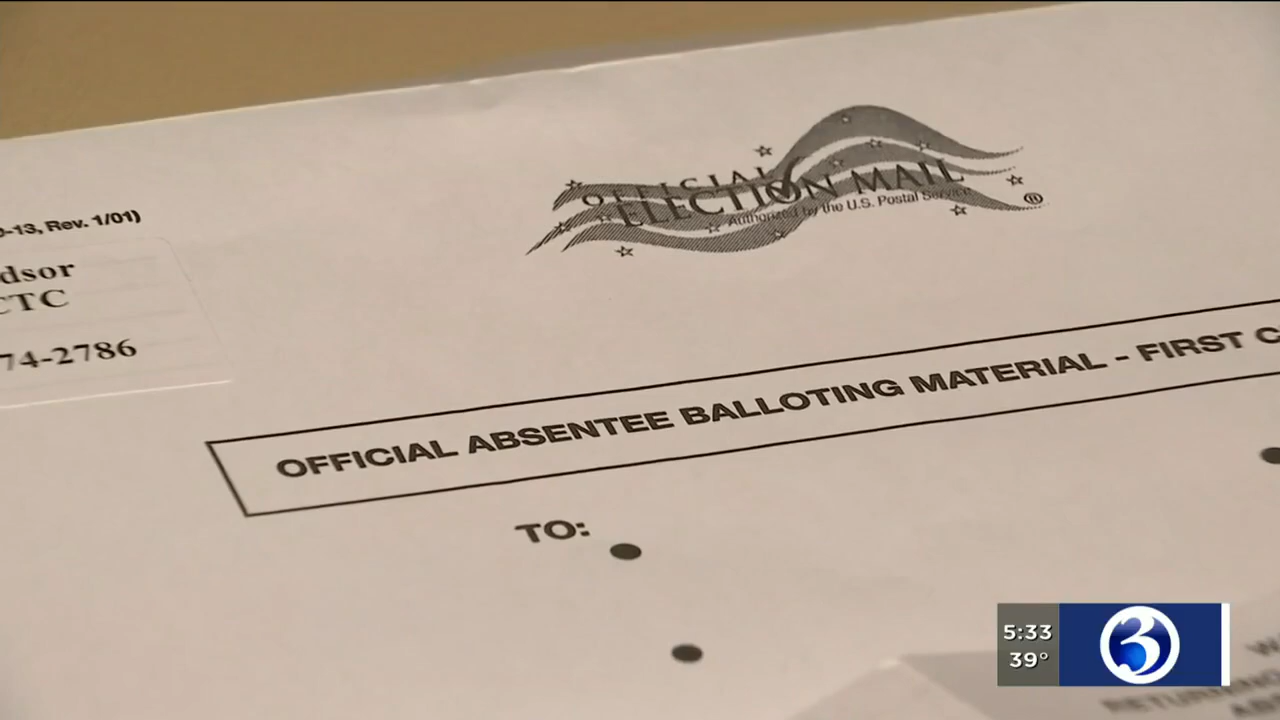 OFFICIAL
ELECTION MAIL
Authorized by the U.S. Postal Service
®
-13, Rev. 1/01)
dsor
CTC
74-2786
OFFICIAL ABSENTEE BALLOTING MATERIAL - FIRST C
TO:
5:33
39°
3